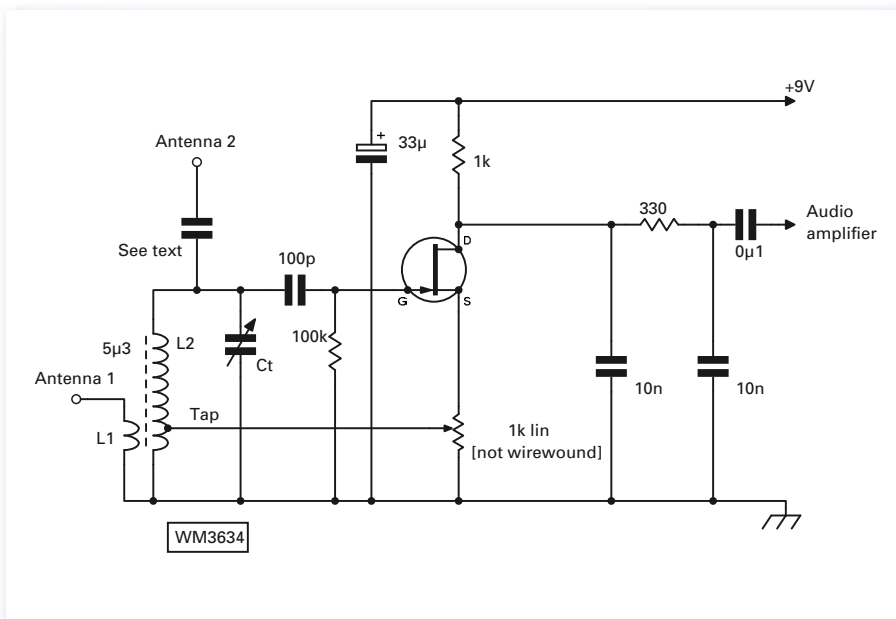 +9V
Antenna 2
+
33µ
1k
330
Audio
amplifier
D
0µ1
See text
100p
G
S
5µ3
L2
100k
Ct
Antenna 1
10n
10n
Tap
L1
1k lin
[not wirewound]
WM3634